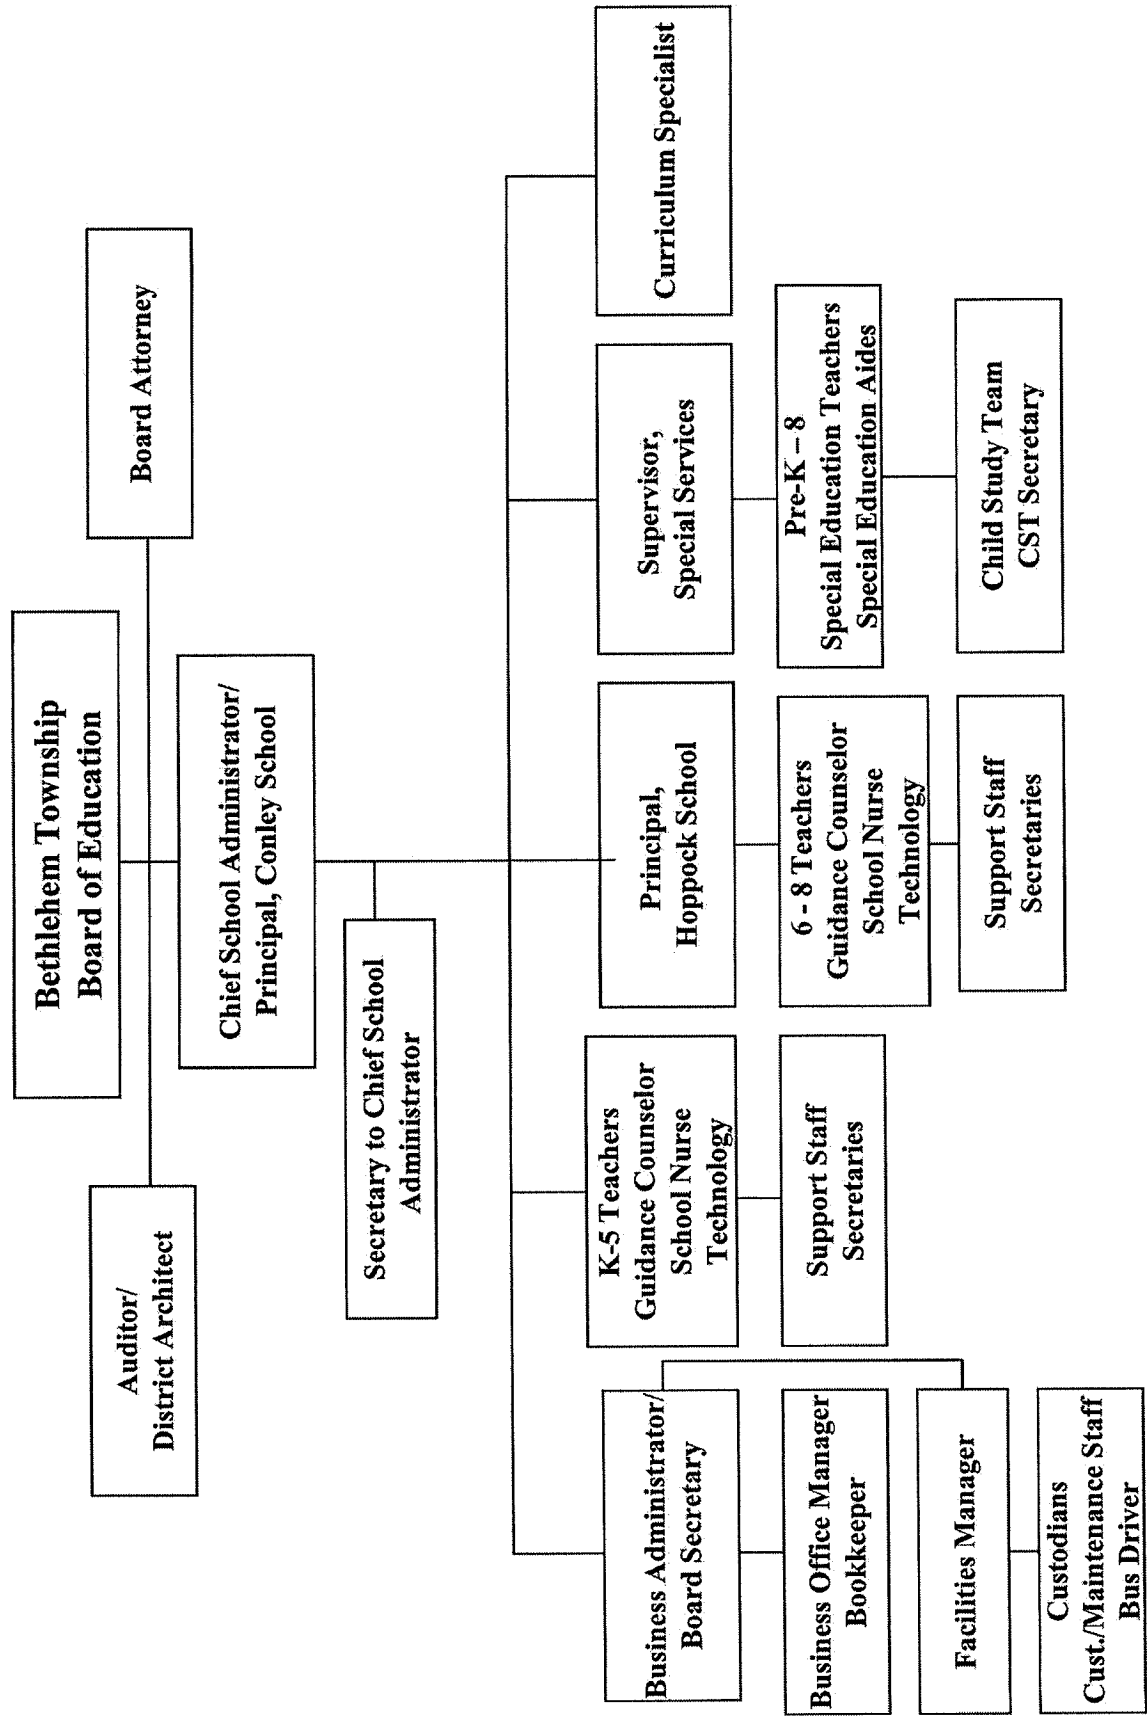 Bethlehem Township
Board of Education
Auditor/
District Architect
Board Attorney
Chief School Administrator/
Principal, Conley School
Secretary to Chief School
Administrator
Business Administrator/
Board Secretary
Business Office Manager
Bookkeeper
Facilities Manager
Custodians
Cust./Maintenance Staff
Bus Driver
K-5 Teachers
Guidance Counselor
School Nurse
Technology
Support Staff
Secretaries
Principal,
Hoppock School
6 - 8 Teachers
Guidance Counselor
School Nurse
Technology
Support Staff
Secretaries
Supervisor,
Special Services
Pre-K – 8
Special Education Teachers
Special Education Aides
Child Study Team
CST Secretary
Curriculum Specialist